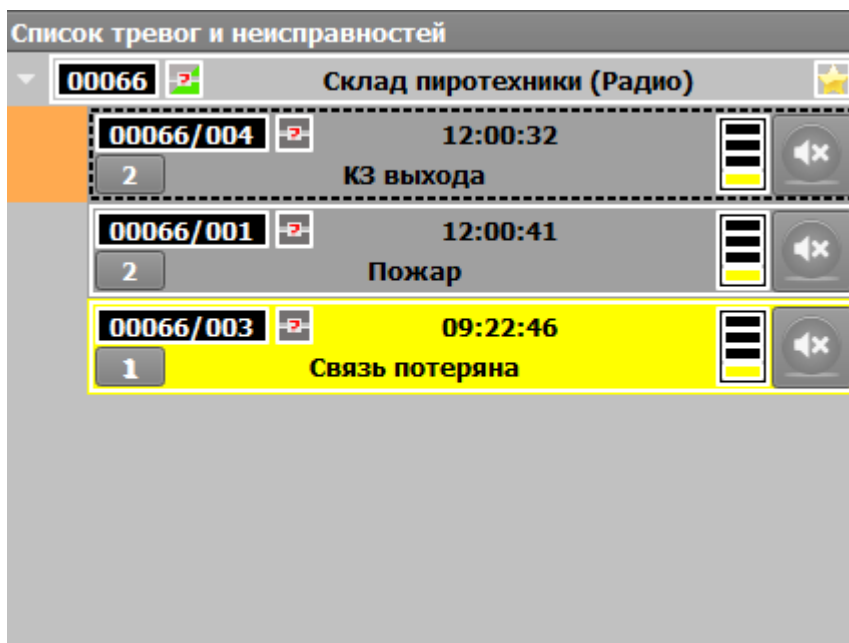 Список тревог и неисправностей
00066 Склад пиротехники (Радио)
00066/004 12:00:32
2 КЗ выхода
00066/001 12:00:41
2 Пожар
00066/003 09:22:46
1 Связь потеряна